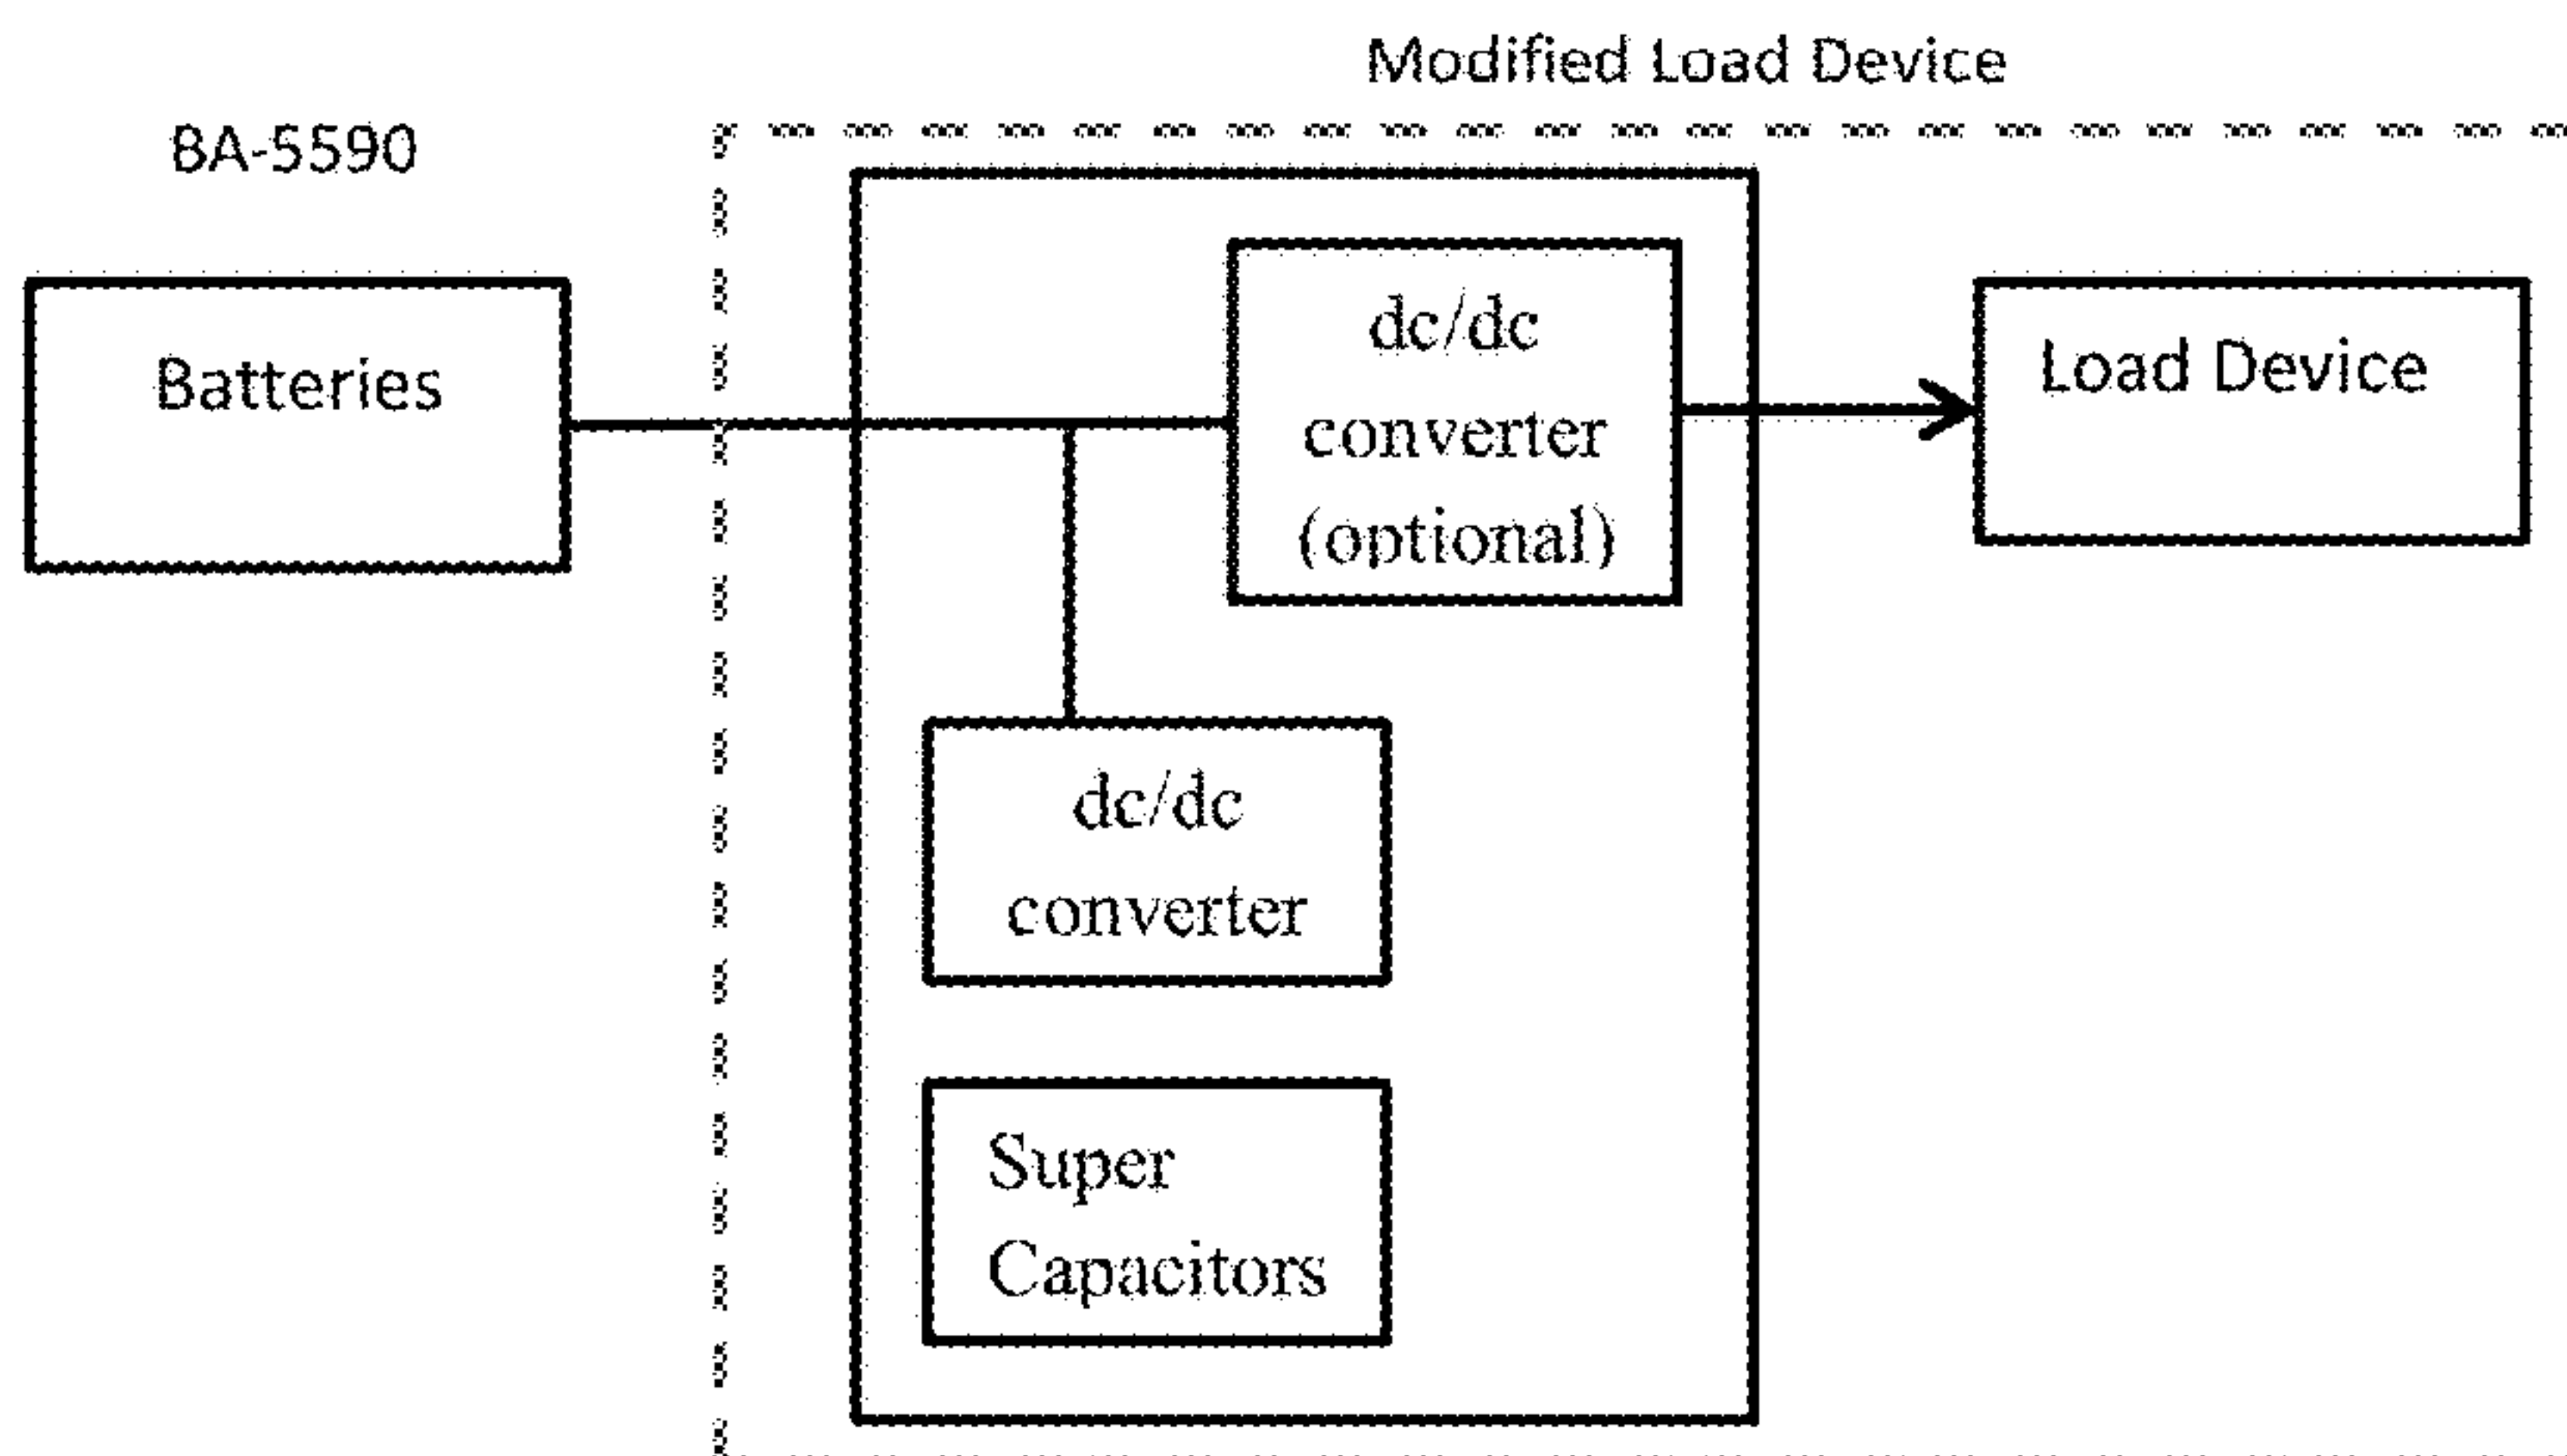 Modified Load Device
BA-5590
Batteries
dc/dc
converter
(optional)
Load Device
dc/dc
converter
Super
Capacitors